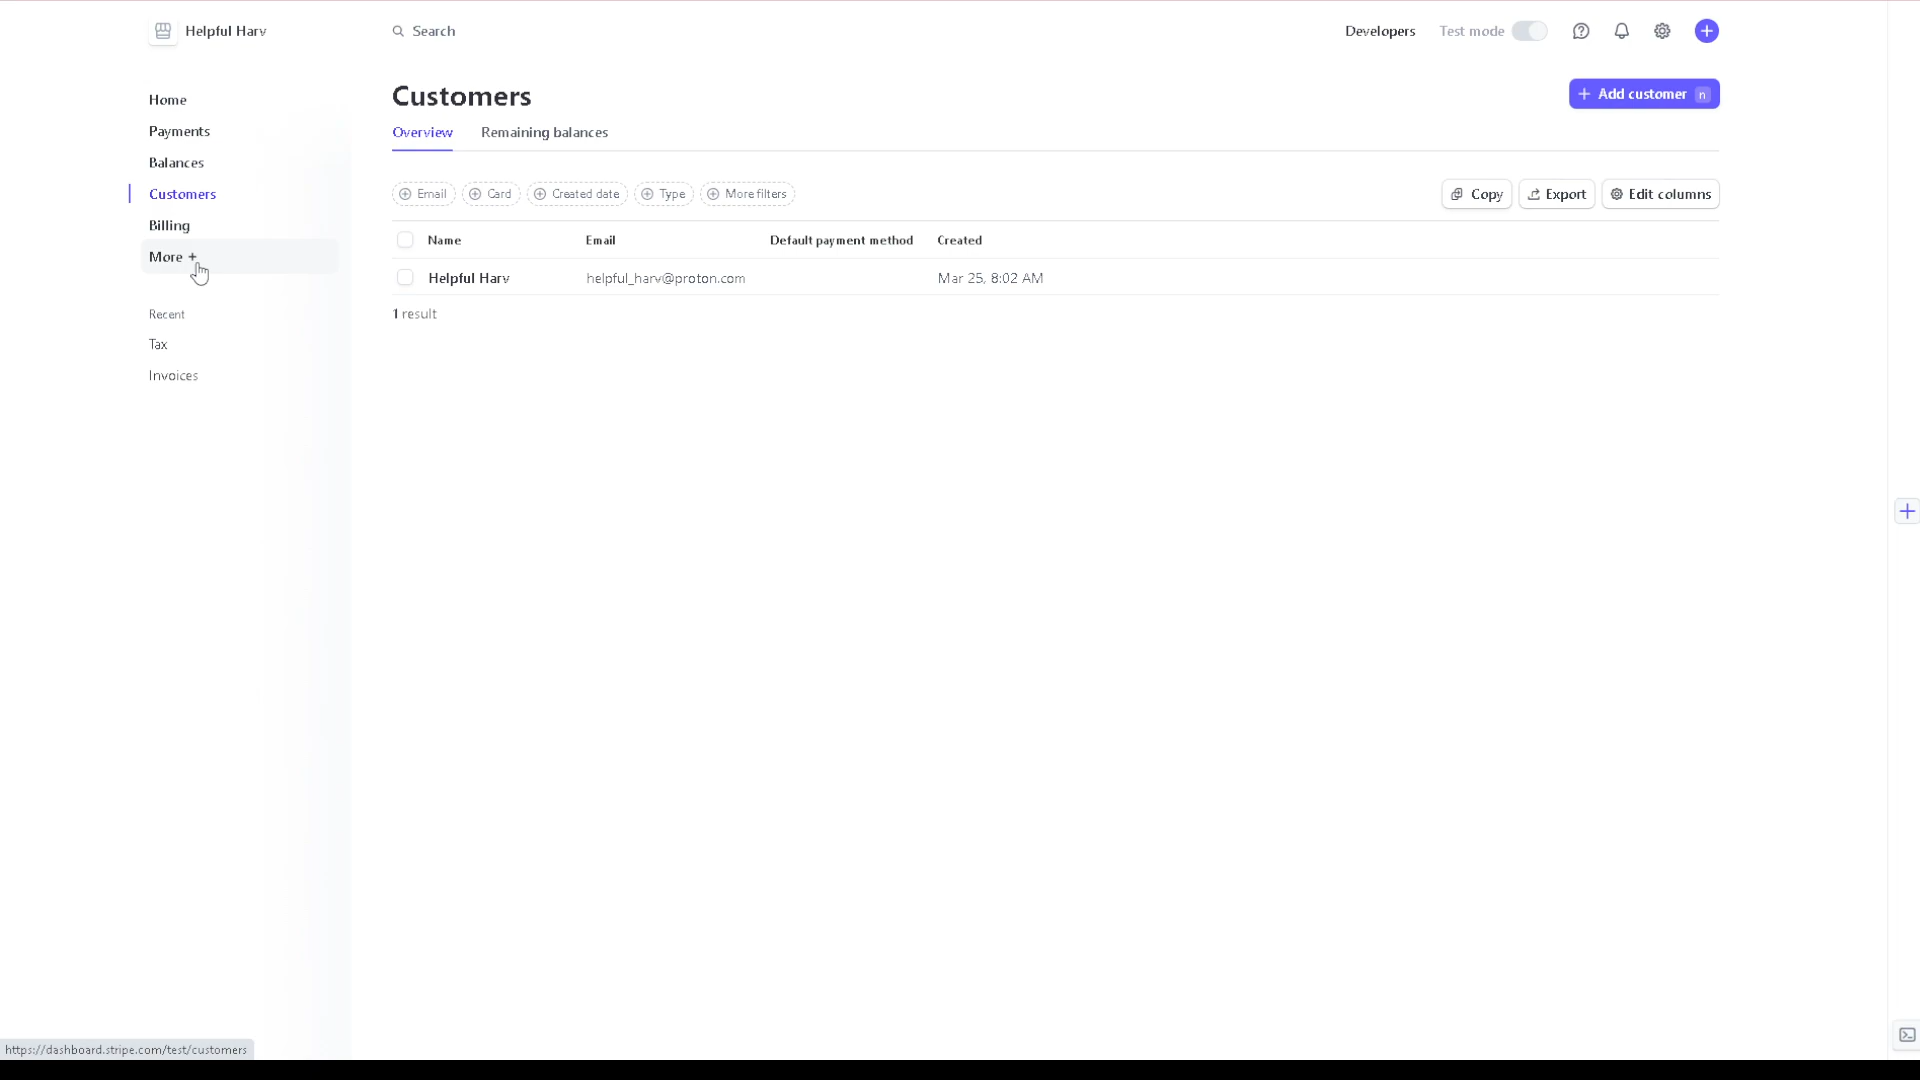 Helpful Harv
Search
Developers
Test mode
Home
Payments
Balances
Customers
Billing
More +
Recent
Tax
Invoices
Customers
+ Add customer n
Overview Remaining balances
Email Card Created date Type More filters
Copy Export Edit columns
Name Email Default payment method Created
Helpful Harv helpful_harv@proton.com Mar 25, 8:02 AM
1 result
https://dashboard.stripe.com/test/customers